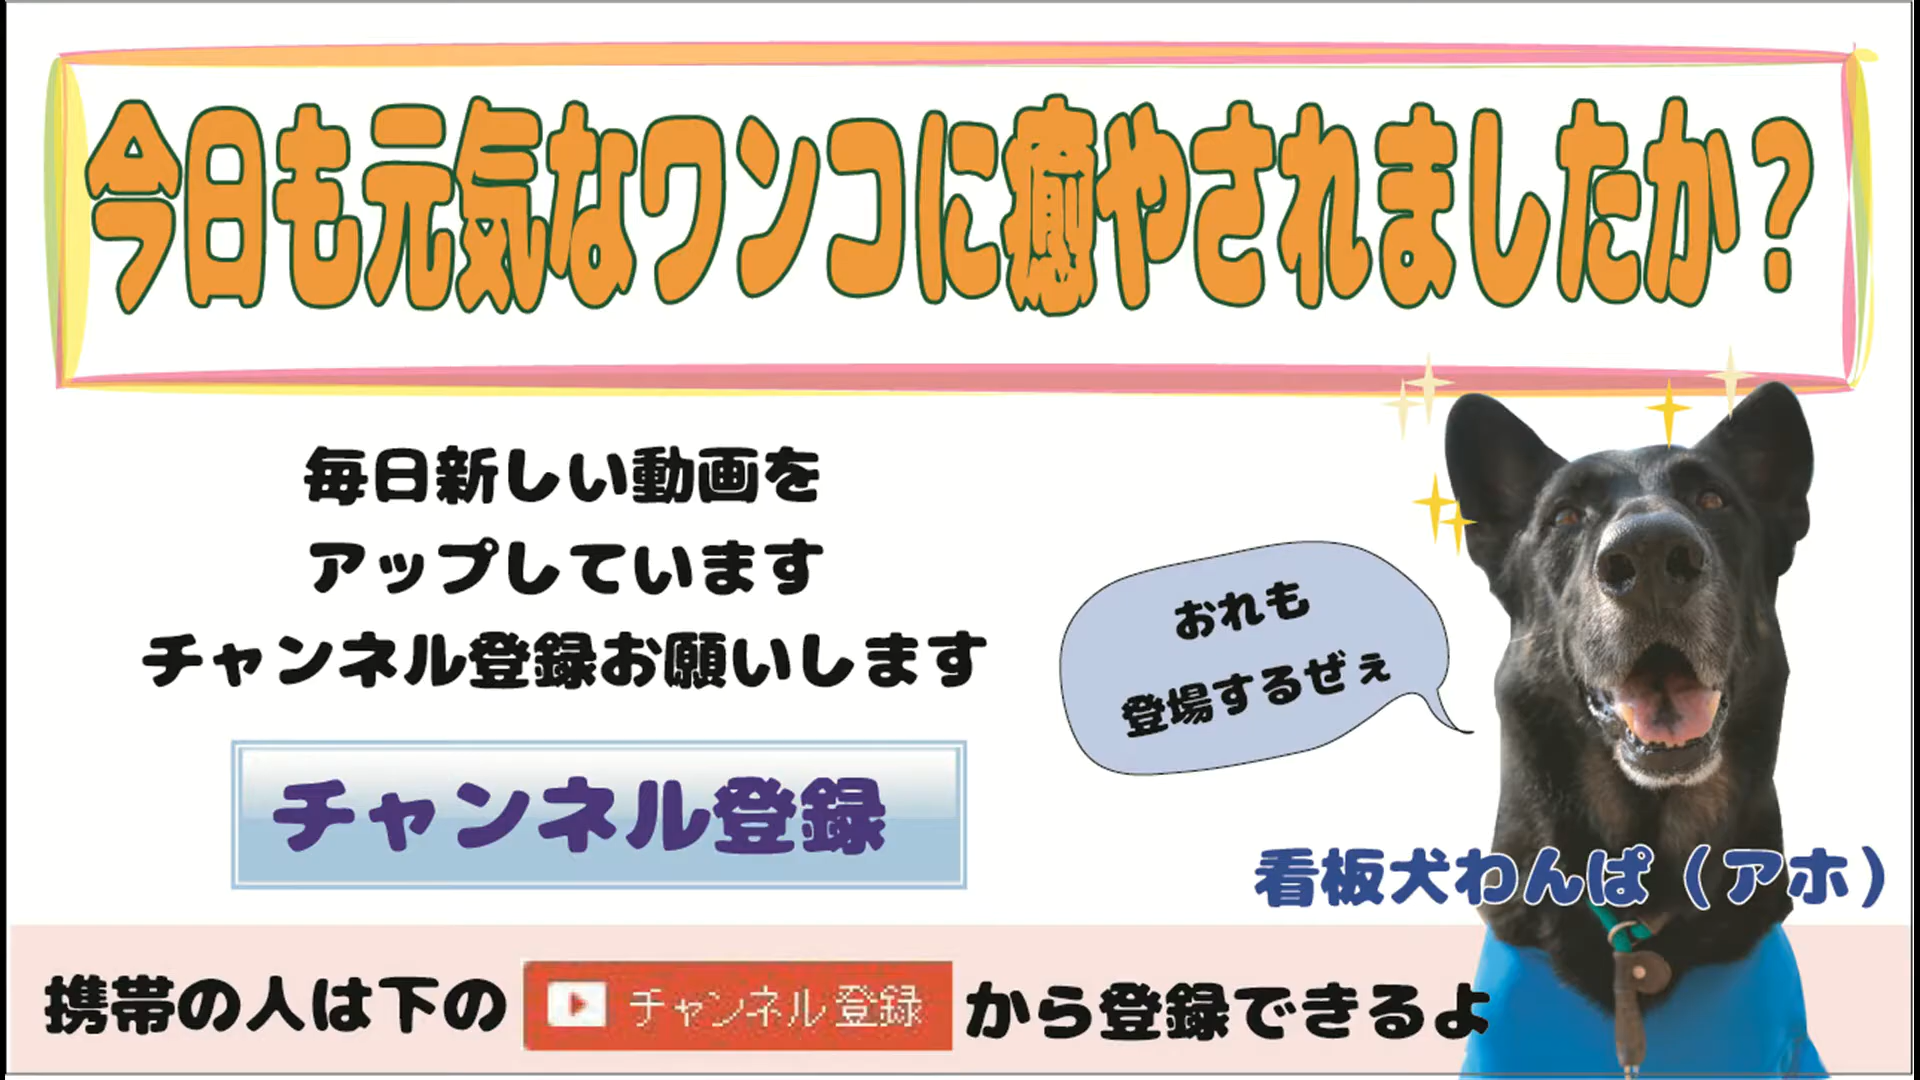 今日も元気なワンコに癒やされましたか？
毎日新しい動画を
アップしています
チャンネル登録お願いします
チャンネル登録
おれも
登場するぜぇ
看板犬わんぱ（アホ）
携帯の人は下の チャンネル登録 から登録できるよ